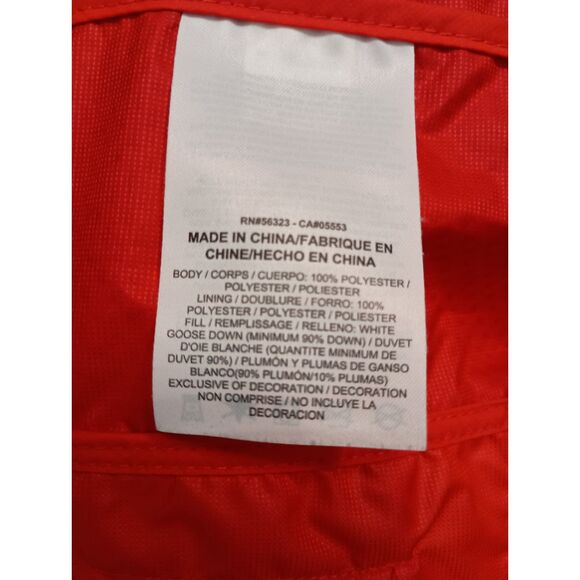 RN#56323 - CA#05553
MADE IN CHINA/FABRIQUE EN
CHINE/HECHO EN CHINA
BODY / CORPS / CUERPO: 100% POLYESTER /
POLYESTER / POLIESTER
LINING / DOUBLURE / FORRO: 100%
POLYESTER / POLYESTER / POLIESTER
FILL / REMPLISSAGE / RELLENO: WHITE
GOOSE DOWN (MINIMUM 90% DOWN) / DUVET
D'OIE BLANCHE (QUANTITE MINIMUM DE
DUVET 90%) / PLUMÓN Y PLUMAS DE GANSO
BLANCO(90% PLUMÓN/10% PLUMAS)
EXCLUSIVE OF DECORATION / DECORATION
NON COMPRISE / NO INCLUYE LA
DECORACION